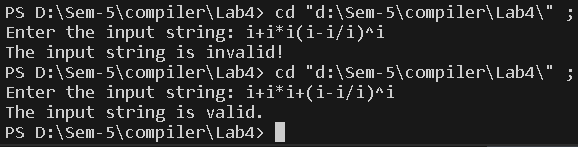 PS D:\Sem-5\compiler\Lab4> cd "d:\Sem-5\compiler\Lab4\" ;
Enter the input string: i+i*i(i-i/i)^i
The input string is invalid!
PS D:\Sem-5\compiler\Lab4> cd "d:\Sem-5\compiler\Lab4\" ;
Enter the input string: i+i*i+(i-i/i)^i
The input string is valid.
PS D:\Sem-5\compiler\Lab4>